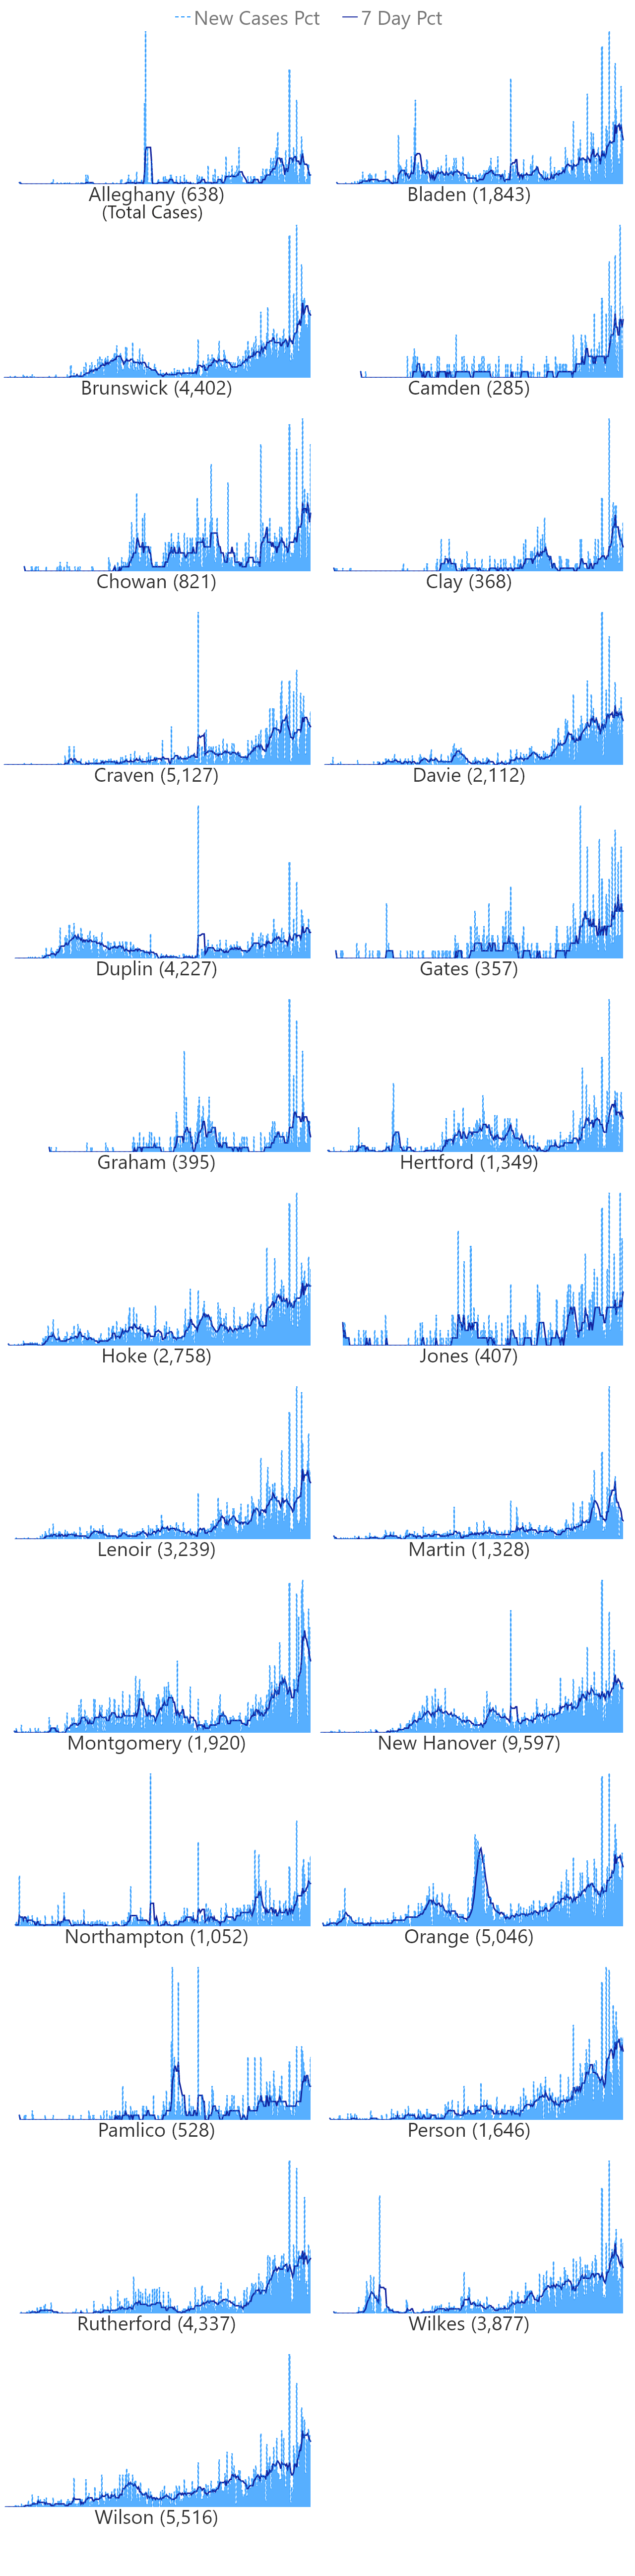 New Cases Pct 7 Day Pct
Alleghany (638)
(Total Cases)
Bladen (1,843)
Brunswick (4,402)
Camden (285)
Chowan (821)
Clay (368)
Craven (5,127)
Davie (2,112)
Duplin (4,227)
Gates (357)
Graham (395)
Hertford (1,349)
Hoke (2,758)
Jones (407)
Lenoir (3,239)
Martin (1,328)
Montgomery (1,920)
New Hanover (9,597)
Northampton (1,052)
Orange (5,046)
Pamlico (528)
Person (1,646)
Rutherford (4,337)
Wilkes (3,877)
Wilson (5,516)